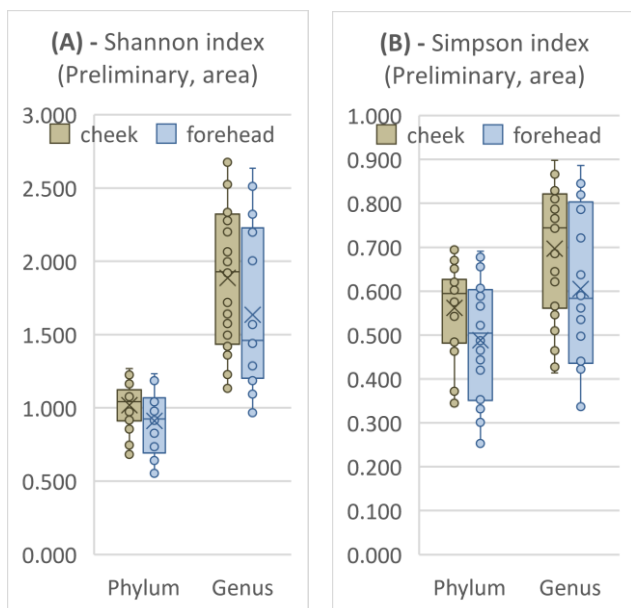 (A) - Shannon index
(Preliminary, area)
3.000
cheek forehead
2.500
2.000
1.500
1.000
0.500
0.000
Phylum Genus
(B) - Simpson index
(Preliminary, area)
1.000
cheek forehead
0.900
0.800
0.700
0.600
0.500
0.400
0.300
0.200
0.100
0.000
Phylum Genus